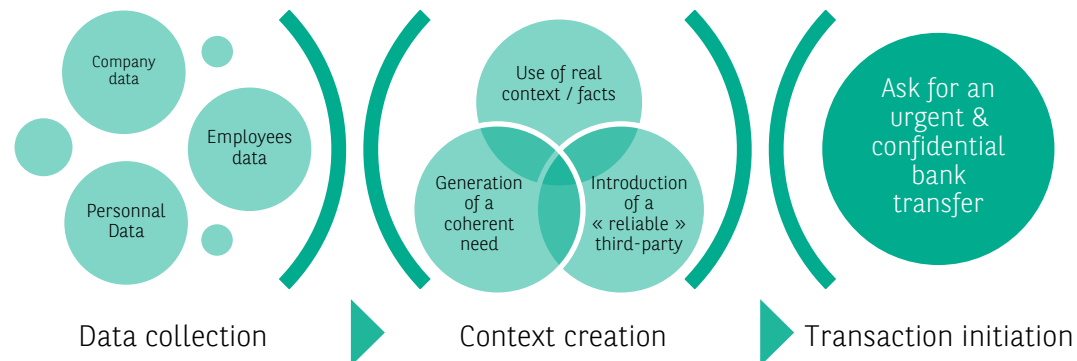 Company
data
Employees
data
Personnal
Data
Use of real
context / facts
Generation
of a
coherent
need
Introduction
of a
« reliable »
third-party
Ask for an
urgent &
confidential
bank
transfer
Data collection
Context creation
Transaction initiation